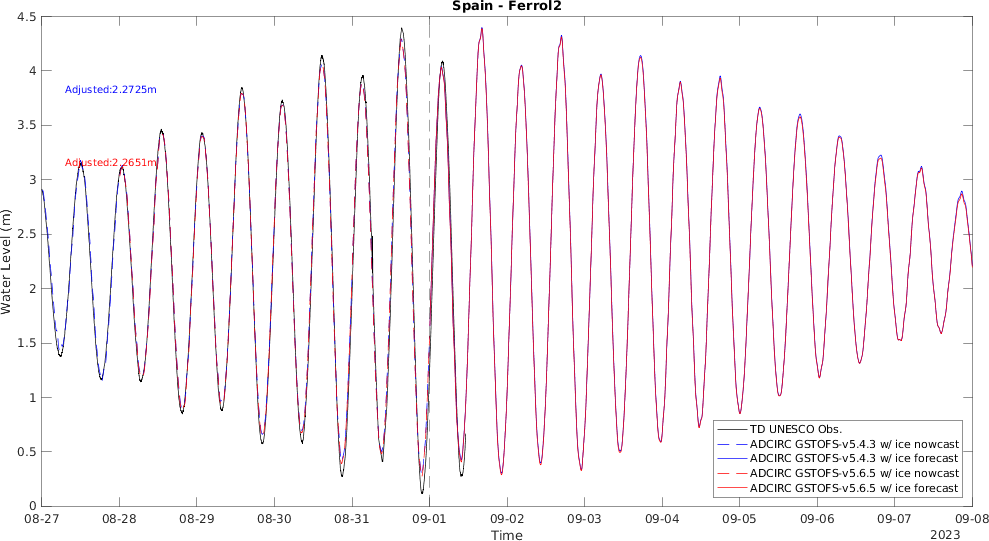 Spain - Ferrol2
4.5
4
3.5
3
2.5
2
1.5
1
0.5
0
Water Level (m)
Adjusted:2.2725m
Adjusted:2.2651m
TD UNESCO Obs.
ADCIRC GSTOFS-v5.4.3 w/ ice nowcast
ADCIRC GSTOFS-v5.4.3 w/ ice forecast
ADCIRC GSTOFS-v5.6.5 w/ ice nowcast
ADCIRC GSTOFS-v5.6.5 w/ ice forecast
08-27 08-28 08-29 08-30 08-31 09-01 09-02 09-03 09-04 09-05 09-06 09-07 09-08
Time
2023